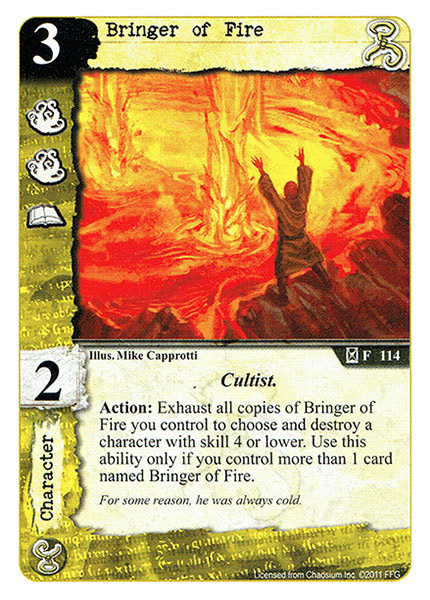 3
Bringer of Fire
Illus. Mike Capprotti
F 114
2
Cultist.
Action: Exhaust all copies of Bringer of
Fire you control to choose and destroy a
character with skill 4 or lower. Use this
ability only if you control more than 1 card
named Bringer of Fire.
For some reason, he was always cold.
Character
Licensed from Chaosium Inc. ©2011 FFG